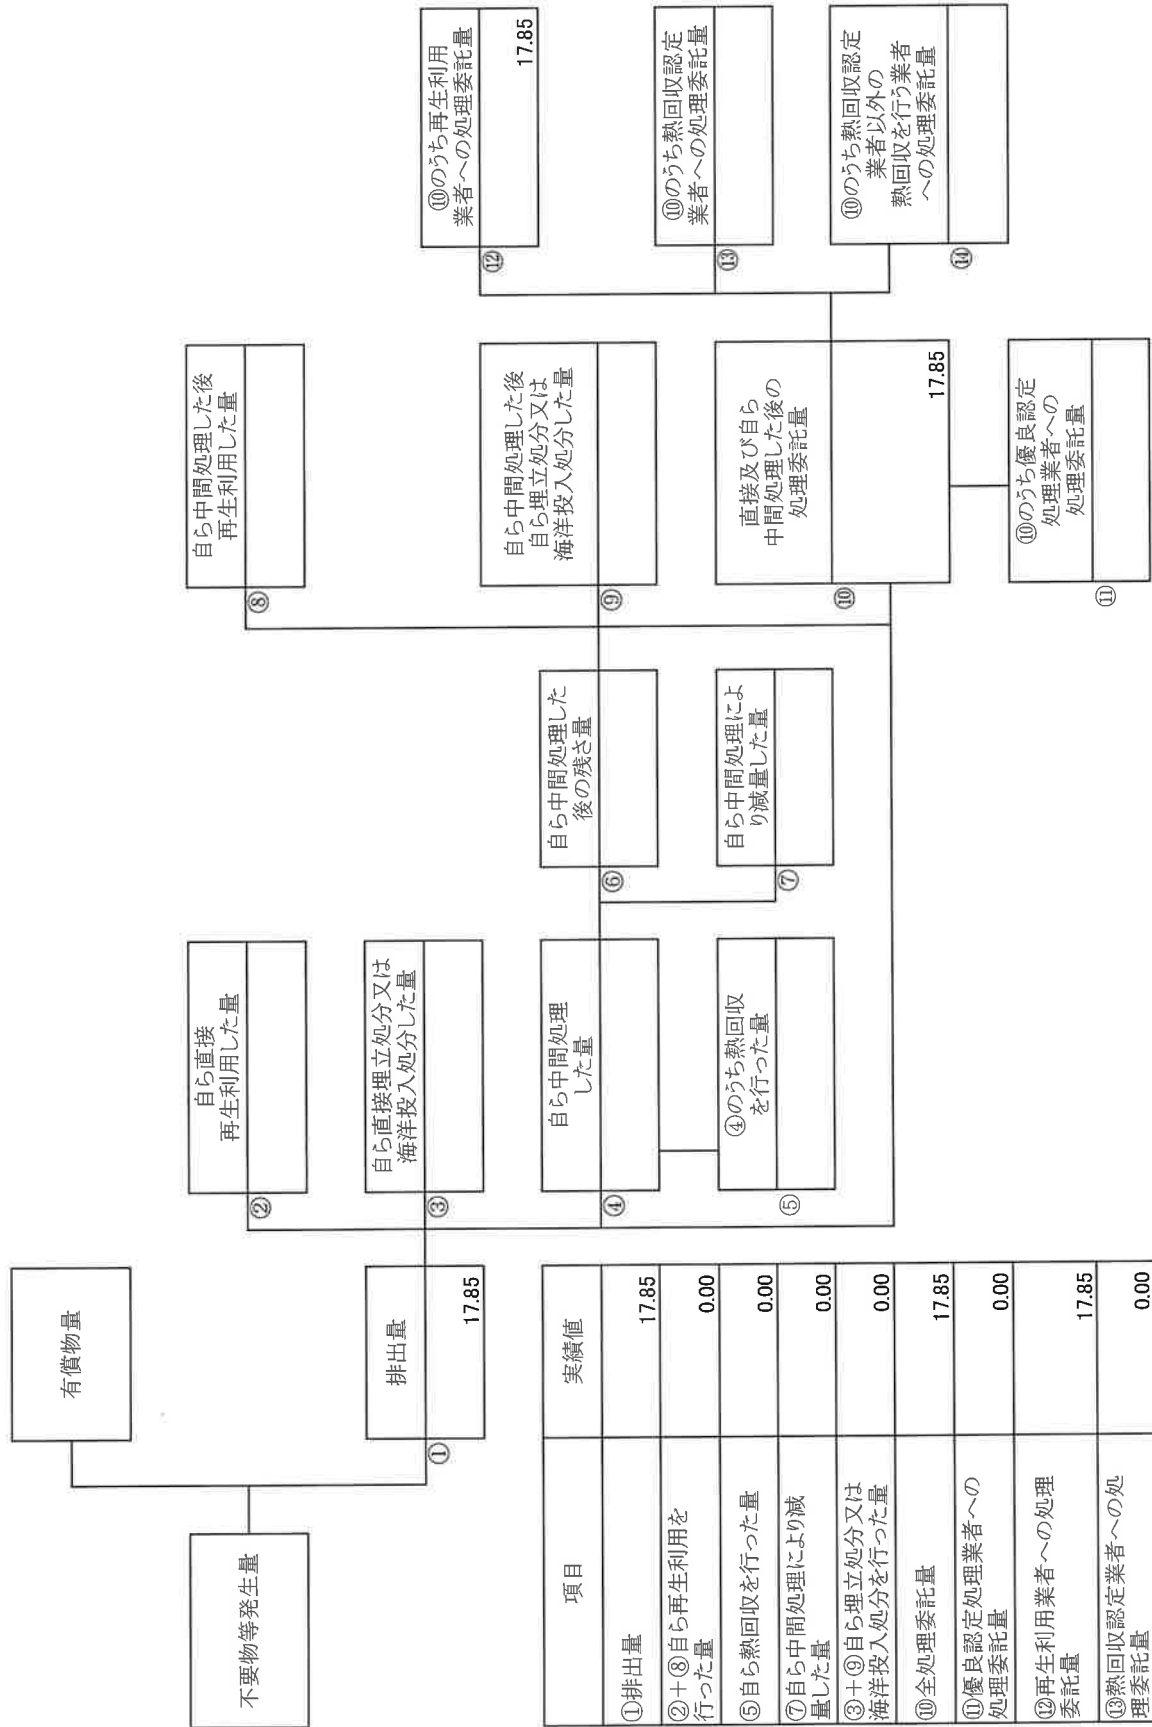 不要物等発生量
有償物量
排出量
①
17.85
自ら直接
再生利用した量
②
自ら直接埋立処分又は
海洋投入処分した量
③
自ら中間処理
した量
④
④のうち熱回収
を行った量
⑤
自ら中間処理した
後の残さ量
⑥
自ら中間処理によ
り減量した量
⑦
自ら中間処理した後
再生利用した量
⑧
自ら中間処理した後
自ら埋立処分又は
海洋投入処分した量
⑨
直接及び自ら
中間処理した後の
処理委託量
⑩
17.85
⑩のうち優良認定
処理業者への
処理委託量
⑪
⑩のうち再生利用
業者への処理委託量
⑫
17.85
⑩のうち熱回収認定
業者への処理委託量
⑬
⑩のうち熱回収認定
業者以外の
熱回収を行う業者
への処理委託量
⑭
項目 実績値
①排出量 17.85
②＋⑧自ら再生利用を
行った量 0.00
⑤自ら熱回収を行った量 0.00
⑦自ら中間処理により減
量した量 0.00
③＋⑨自ら埋立処分又は
海洋投入処分を行った量 0.00
⑩全処理委託量 17.85
⑪優良認定処理業者への
処理委託量 0.00
⑫再生利用業者への処理
委託量 17.85
⑬熱回収認定業者への処
理委託量 0.00